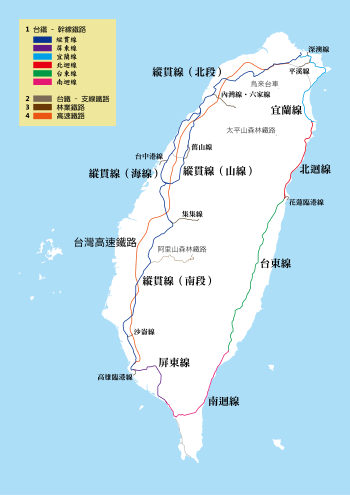 1 台鐵 - 幹線鐵路
縱貫線
屏東線
宜蘭線
北迴線
台東線
南迴線
2 台鐵 - 支線鐵路
3 林業鐵路
4 高速鐵路
深澳線
縱貫線（北段）
平溪線
烏來台車
內灣線・六家線
宜蘭線
太平山森林鐵路
舊山線
台中港線
縱貫線（海線）
縱貫線（山線）
北迴線
花蓮臨港線
集集線
台灣高速鐵路
阿里山森林鐵路
台東線
縱貫線（南段）
沙崙線
屏東線
高雄臨港線
南迴線